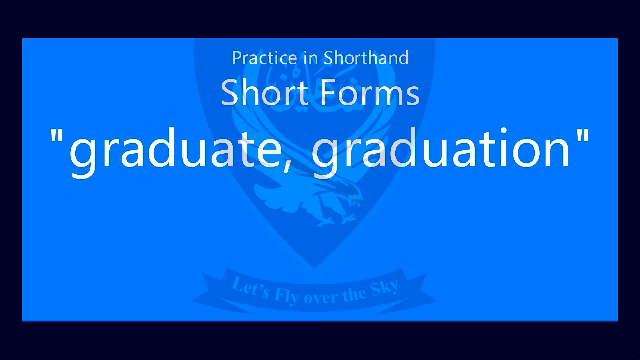 Practice in Shorthand
Short Forms
"graduate, graduation"
Let's Fly over the Sky